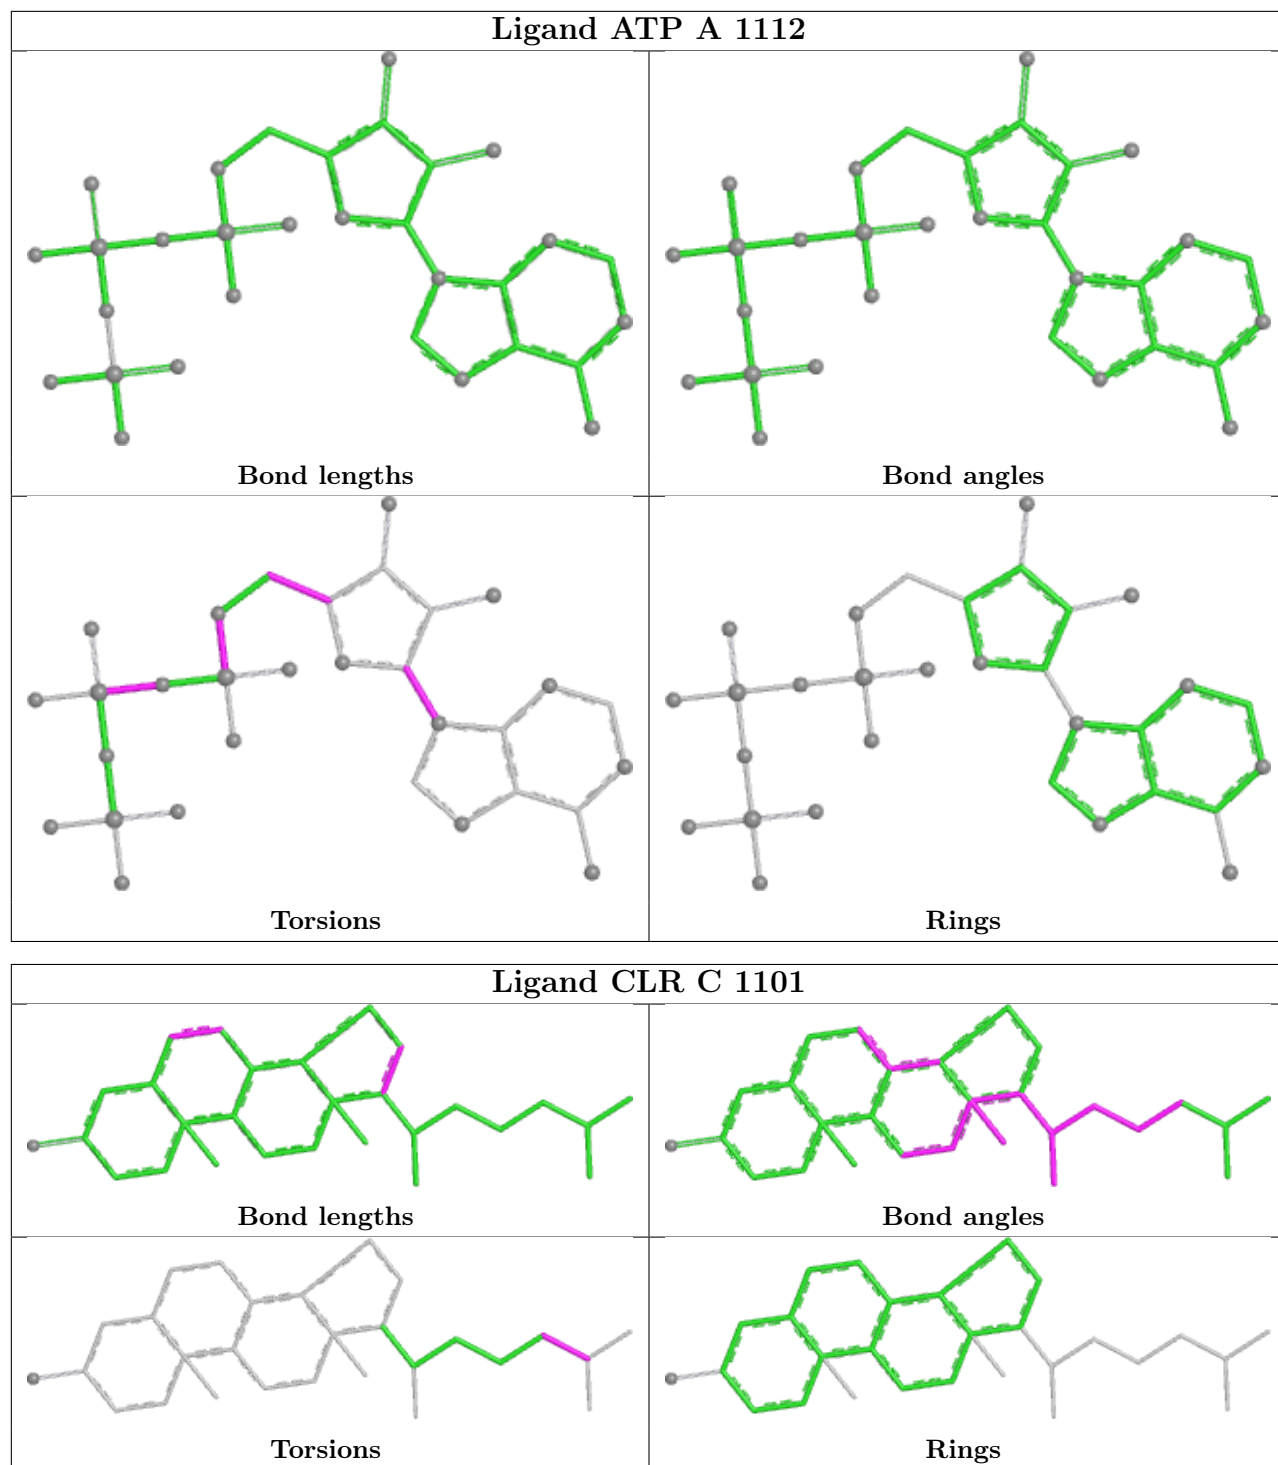 Ligand ATP A 1112
Bond lengths
Bond angles
Torsions
Rings
Ligand CLR C 1101
Bond lengths
Bond angles
Torsions
Rings